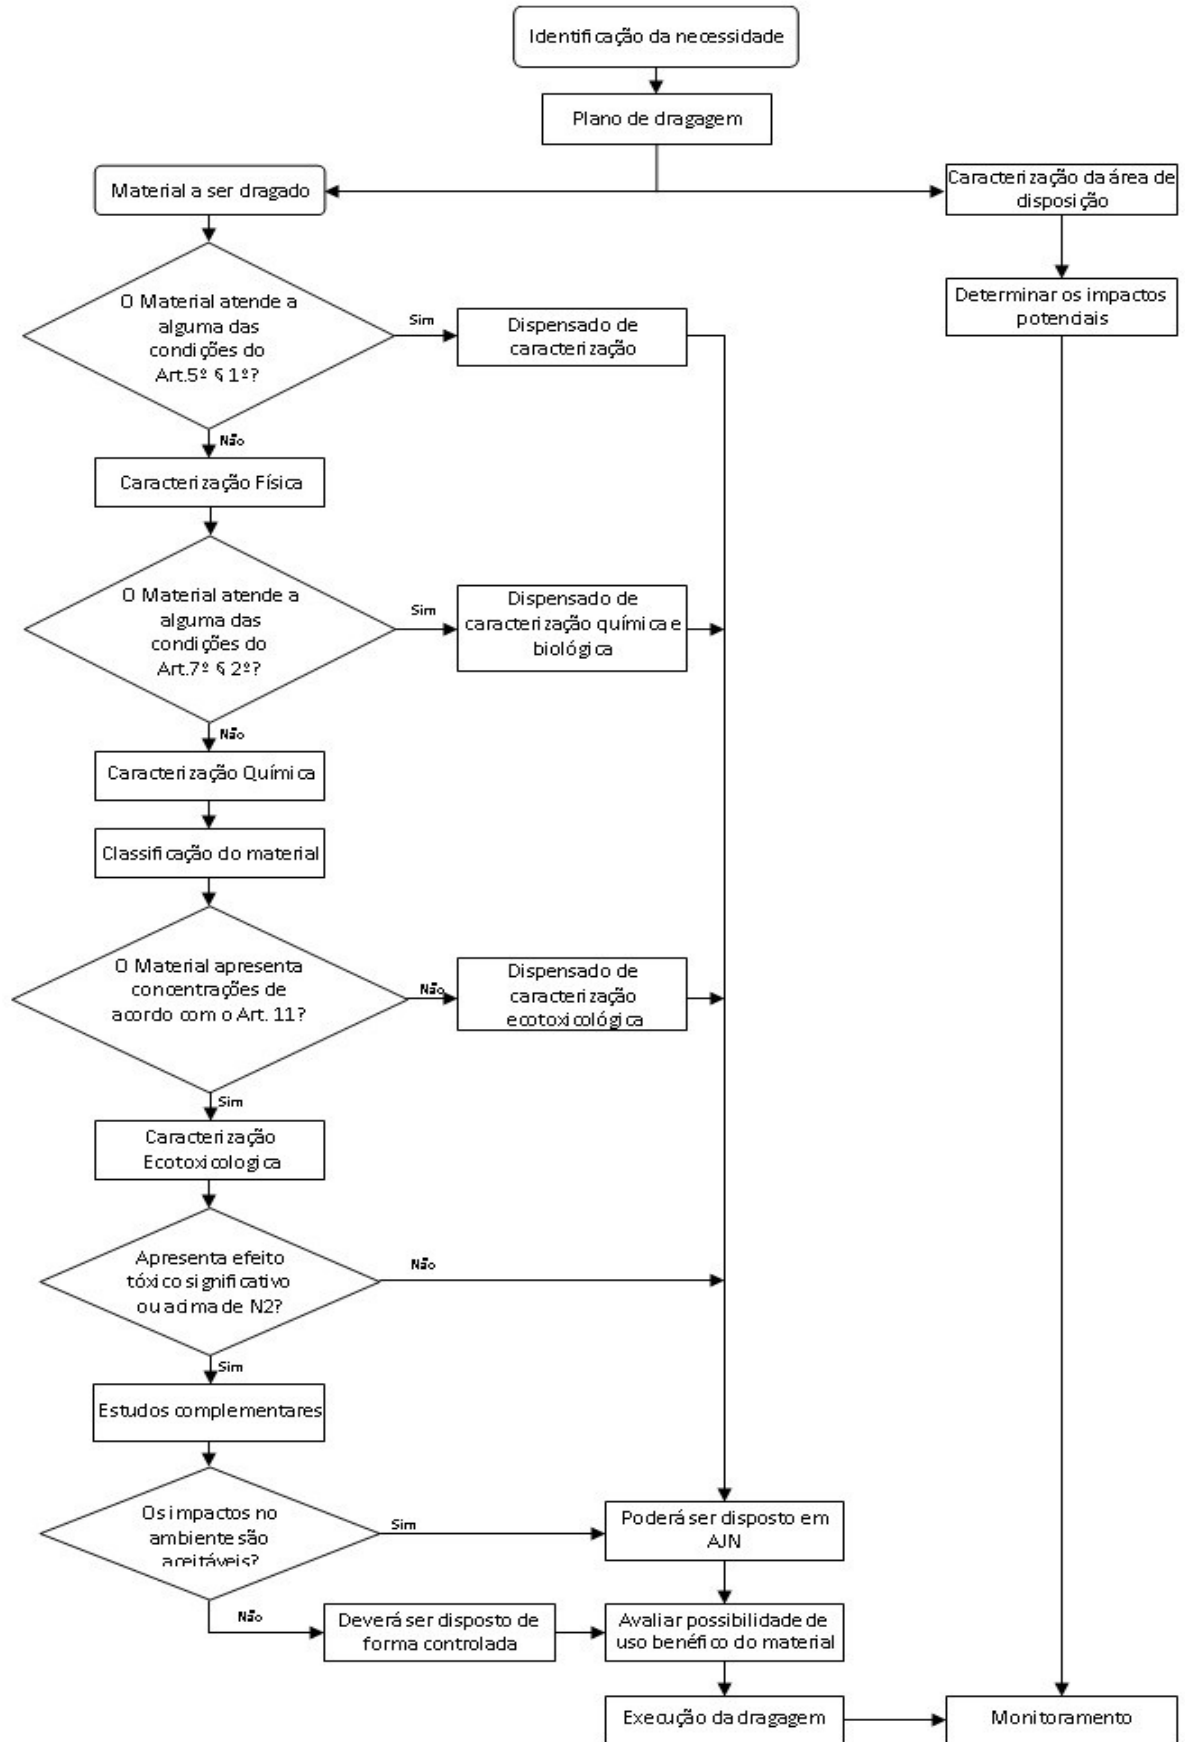 Identificação da necessidade
Plano de dragagem
Material a ser dragado
Caracterização da área de
disposição
O Material atende a
alguma das
condições do
Art.5º § 1º?
Sim
Dispensado de
caracterização
Determinar os impactos
potenciais
Não
Caracterização Física
O Material atende a
alguma das
condições do
Art.7º § 2º?
Sim
Dispensado de
caracterização química e
biológica
Não
Caracterização Química
Classificação do material
O Material apresenta
concentrações de
acordo com o Art. 11?
Não
Dispensado de
caracterização
ecotoxicológica
Sim
Caracterização
Ecotoxicologica
Apresenta efeito
tóxico significativo
ou acima de N2?
Não
Sim
Estudos complementares
Os impactos no
ambiente são
aceitáveis?
Sim
Poderá ser disposto em
AJN
Não
Deverá ser disposto de
forma controlada
Avaliar possibilidade de
uso benéfico do material
Execução da dragagem
Monitoramento